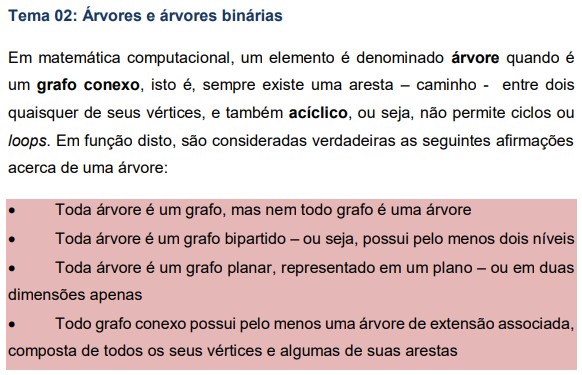 Tema 02: Árvores e árvores binárias
Em matemática computacional, um elemento é denominado árvore quando é
um grafo conexo, isto é, sempre existe uma aresta – caminho - entre dois
quaisquer de seus vértices, e também acíclico, ou seja, não permite ciclos ou
loops. Em função disto, são consideradas verdadeiras as seguintes afirmações
acerca de uma árvore:
• Toda árvore é um grafo, mas nem todo grafo é uma árvore
• Toda árvore é um grafo bipartido – ou seja, possui pelo menos dois níveis
• Toda árvore é um grafo planar, representado em um plano – ou em duas
dimensões apenas
• Todo grafo conexo possui pelo menos uma árvore de extensão associada,
composta de todos os seus vértices e algumas de suas arestas